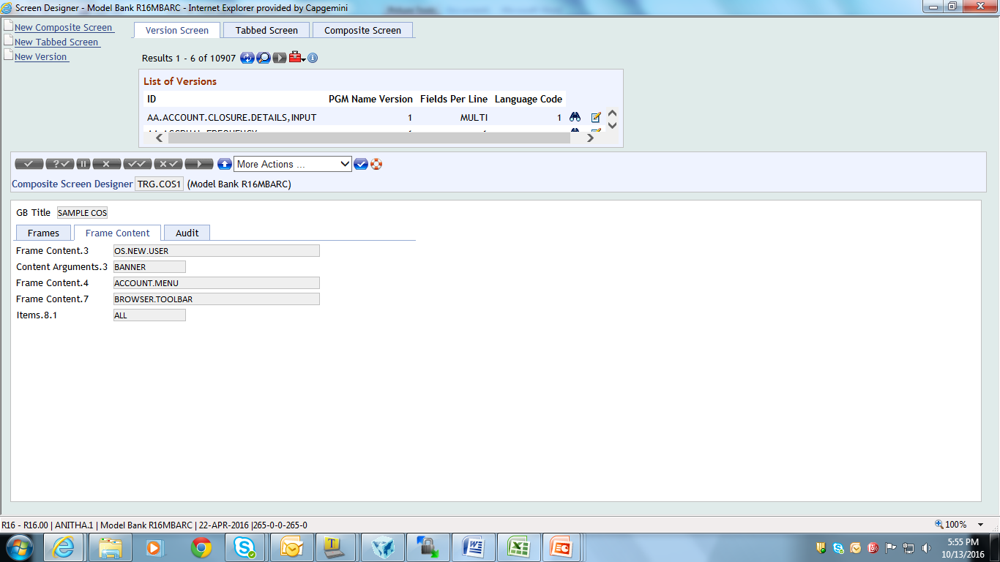 Screen Designer - Model Bank R16MBARC - Internet Explorer provided by Capgemini
New Composite Screen
New Tabbed Screen
New Version
Version Screen Tabbed Screen Composite Screen
Results 1 - 6 of 10907
List of Versions
ID PGM Name Version Fields Per Line Language Code
AA.ACCOUNT.CLOSURE.DETAILS,INPUT 1 MULTI 1
More Actions ...
Composite Screen Designer TRG.COS1 (Model Bank R16MBARC)
GB Title SAMPLE COS
Frames Frame Content Audit
Frame Content.3 OS.NEW.USER
Content Arguments.3 BANNER
Frame Content.4 ACCOUNT.MENU
Frame Content.7 BROWSER.TOOLBAR
Items.8.1 ALL
R16 - R16.00 | ANITHA.1 | Model Bank R16MBARC | 22-APR-2016 |265-0-0-265-0
100%
5:55 PM
10/13/2016